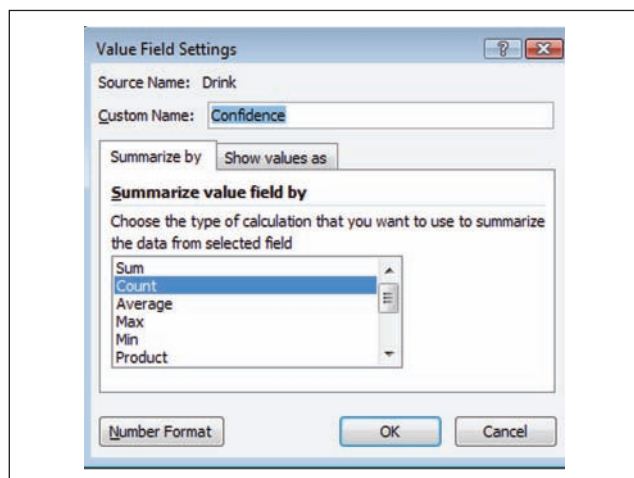 Value Field Settings
Source Name: Drink
Custom Name: Confidence
Summarize by Show values as
Summarize value field by
Choose the type of calculation that you want to use to summarize
the data from selected field
Sum
Count
Average
Max
Min
Product
Number Format OK Cancel